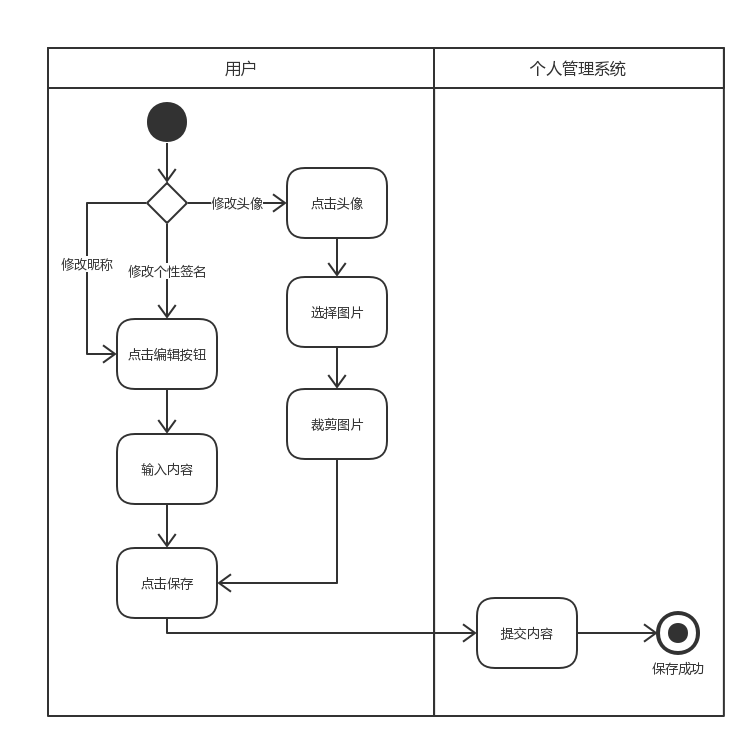 用户
个人管理系统
修改头像
点击头像
修改昵称
修改个性签名
选择图片
点击编辑按钮
裁剪图片
输入内容
点击保存
提交内容
保存成功